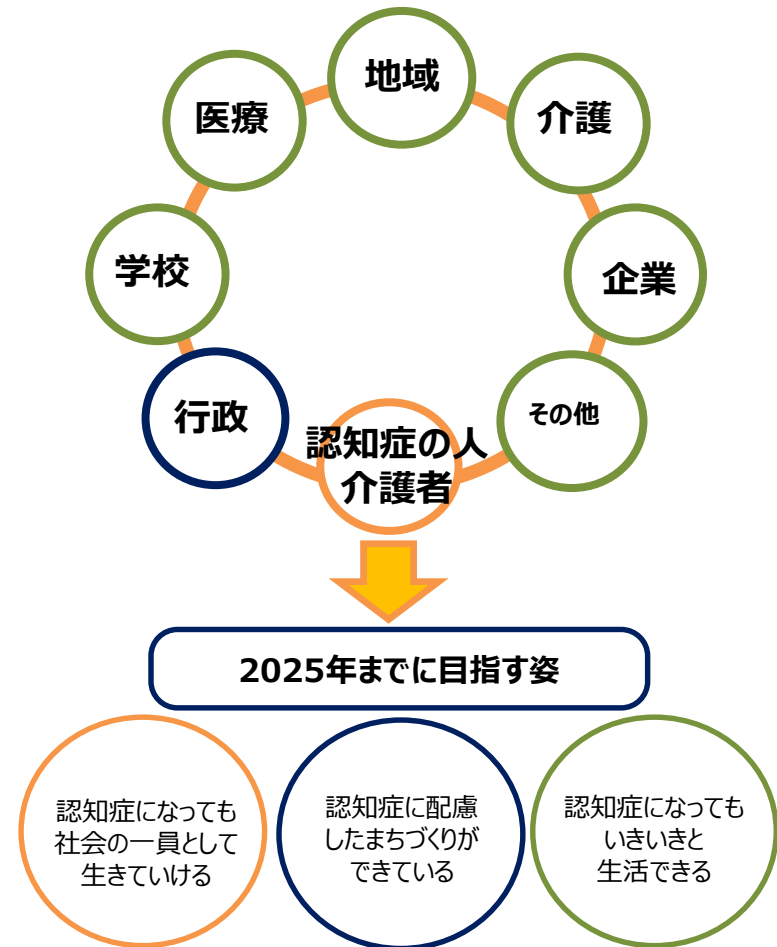 地域
医療
介護
学校
企業
行政
その他
認知症の人
介護者
2025年までに目指す姿
認知症になっても
社会の一員として
生きていける
認知症に配慮
したまちづくりが
できている
認知症になっても
いきいきと
生活できる